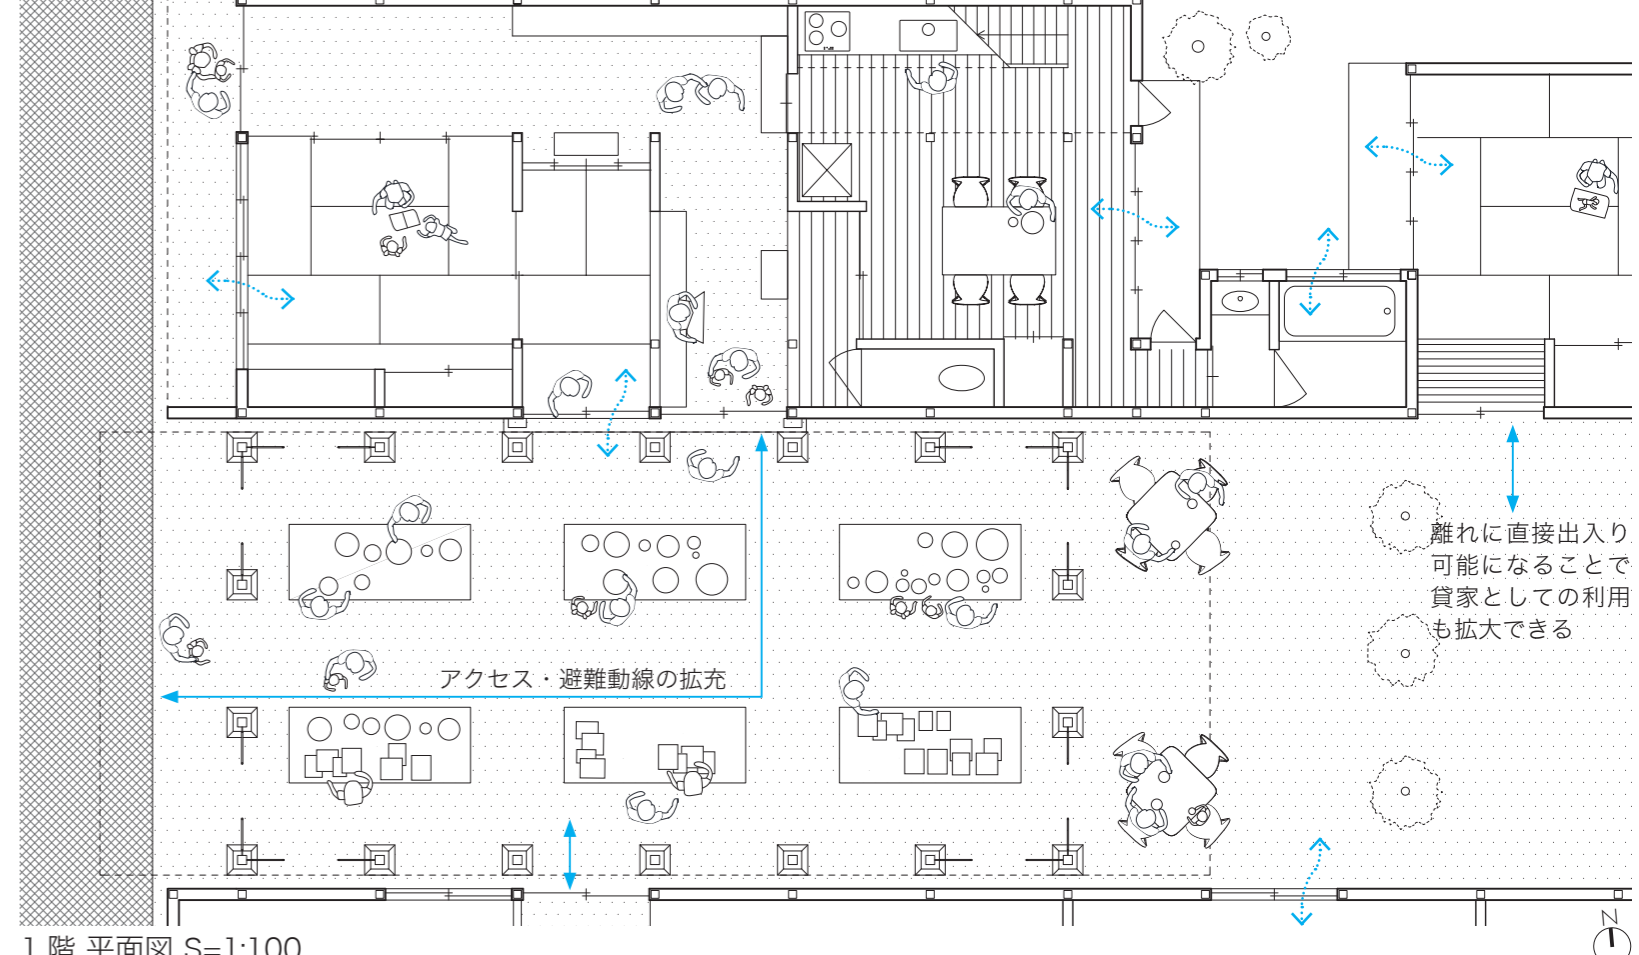 アクセス・避難動線の拡充
離れに直接出入り
可能になることで
貸家としての利用
も拡大できる
1階 平面図 S=1:100
N